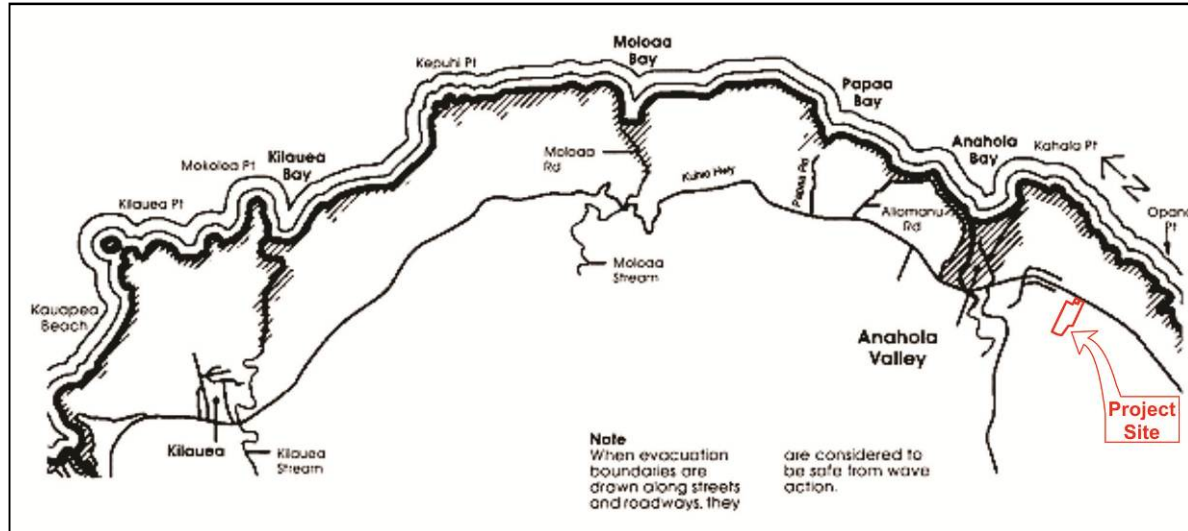 Moloaa
Bay
Kepuhi Pt
Papaa
Bay
Anahola
Bay
Kahala Pt
Mokolea Pt
Kilauea
Bay
Moloaa
Rd
Kuhio Hwy
Papaa Rd
N
Kilauea Pt
Aliomanu
Rd
Opana
Pt
Moloaa
Stream
Kauapea
Beach
Anahola
Valley
Project
Site
Kilauea
Kilauea
Stream
Note
When evacuation
boundaries are
drawn along streets
and roadways, they
are considered to
be safe from wave
action.